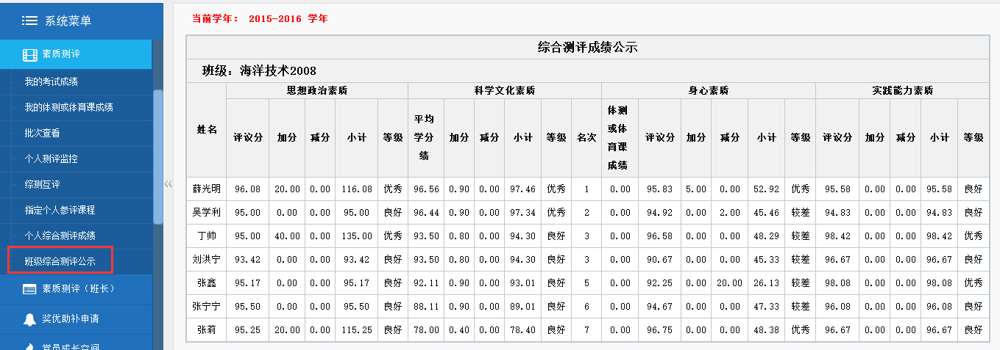 系统菜单
素质测评
我的考试成绩
我的体测或体育课成绩
批次查看
个人测评监控
综测互评
指定个人参评课程
个人综合测评成绩
班级综合测评公示
素质测评（班长）
奖优助补申请
党员成长空间
当前学年： 2015-2016 学年
综合测评成绩公示
班级：海洋技术2008
姓名 思想政治素质 科学文化素质 身心素质 实践能力素质
评议分 加分 减分 小计 等级 平均学分绩 加分 减分 小计 等级 名次 体测或体育课成绩 评议分 加分 减分 小计 等级 评议分 加分 减分 小计 等级
薛光明 96.08 20.00 0.00 116.08 优秀 96.56 0.90 0.00 97.46 优秀 1 0.00 95.83 5.00 0.00 52.92 优秀 95.58 0.00 0.00 95.58 良好
吴学利 95.00 0.00 0.00 95.00 良好 96.44 0.90 0.00 97.34 优秀 2 0.00 94.92 0.00 2.00 45.46 较差 94.83 0.00 0.00 94.83 良好
丁帅 95.00 40.00 0.00 135.00 优秀 93.50 0.80 0.00 94.30 良好 3 0.00 96.58 0.00 0.00 48.29 较差 98.42 0.00 0.00 98.42 优秀
刘洪宁 93.42 0.00 0.00 93.42 良好 93.50 0.80 0.00 94.30 良好 3 0.00 90.67 0.00 0.00 45.33 较差 96.67 0.00 0.00 96.67 良好
张鑫 95.17 0.00 0.00 95.17 良好 92.11 0.90 0.00 93.01 良好 5 0.00 92.25 0.00 20.00 26.13 较差 98.08 0.00 0.00 98.08 优秀
张宁宁 95.50 0.00 0.00 95.50 良好 88.11 0.90 0.00 89.01 良好 6 0.00 94.67 0.00 0.00 47.33 较差 96.08 0.00 0.00 96.08 良好
张莉 95.25 20.00 0.00 115.25 良好 78.00 0.40 0.00 78.40 良好 7 0.00 96.75 0.00 0.00 48.38 优秀 96.67 0.00 0.00 96.67 良好